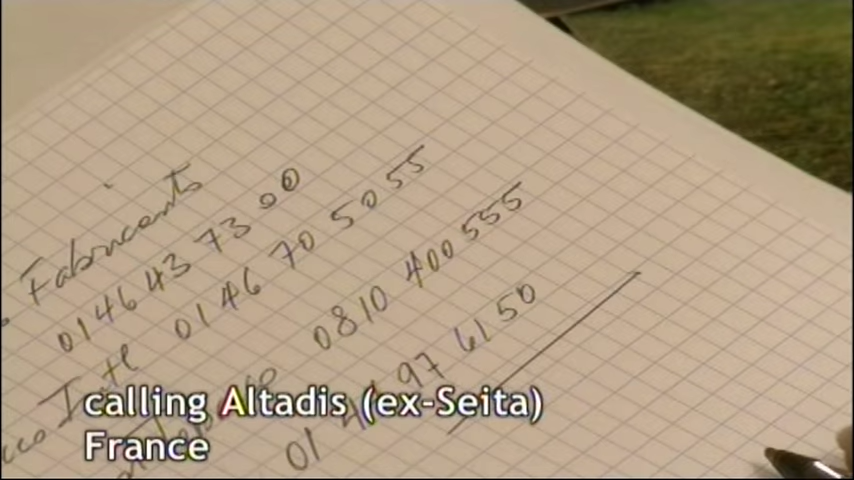 Fabricants
01 46 43 73 00
Intl 01 46 70 50 55
0810 400 555
01 97 61 50
calling Altadis (ex-Seita)
France